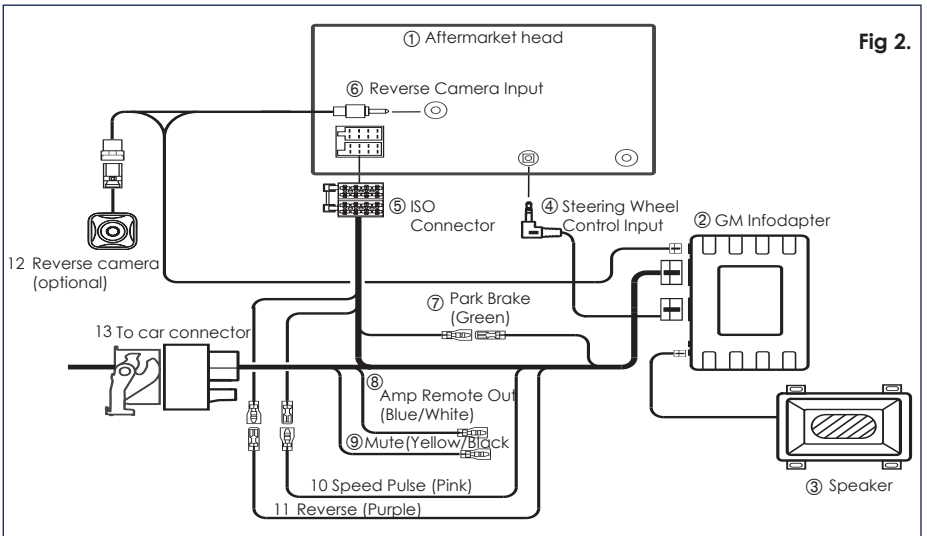 Fig 2.
① Aftermarket head
⑥ Reverse Camera Input
⑤ ISO
Connector
④ Steering Wheel
Control Input
② GM Infodapter
12 Reverse camera
(optional)
⑦ Park Brake
(Green)
13 To car connector
⑧
Amp Remote Out
(Blue/White)
⑨ Mute(Yellow/Black
10 Speed Pulse (Pink)
③ Speaker
11 Reverse (Purple)